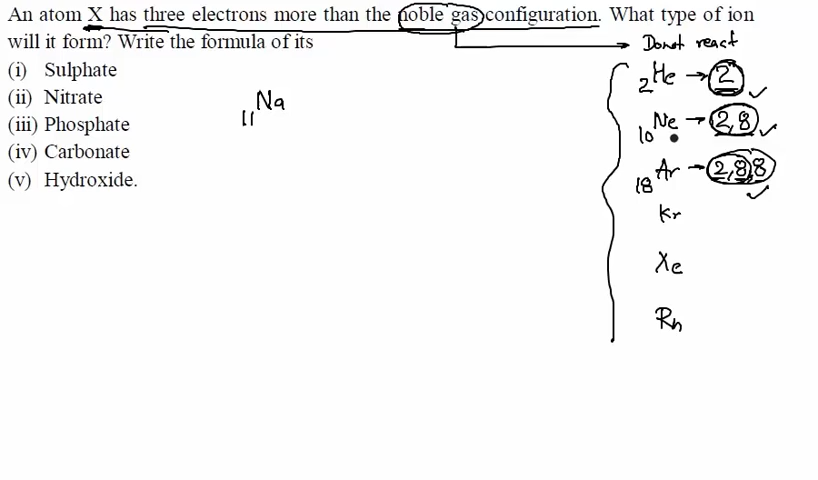 An atom X has three electrons more than the noble gas configuration. What type of ion
will it form? Write the formula of its
Donot react
(i) Sulphate
(ii) Nitrate
(iii) Phosphate
(iv) Carbonate
(v) Hydroxide.
11Na
2He → 2
10Ne → 2,8
18Ar → 2,8,8
Kr
Xe
Rn